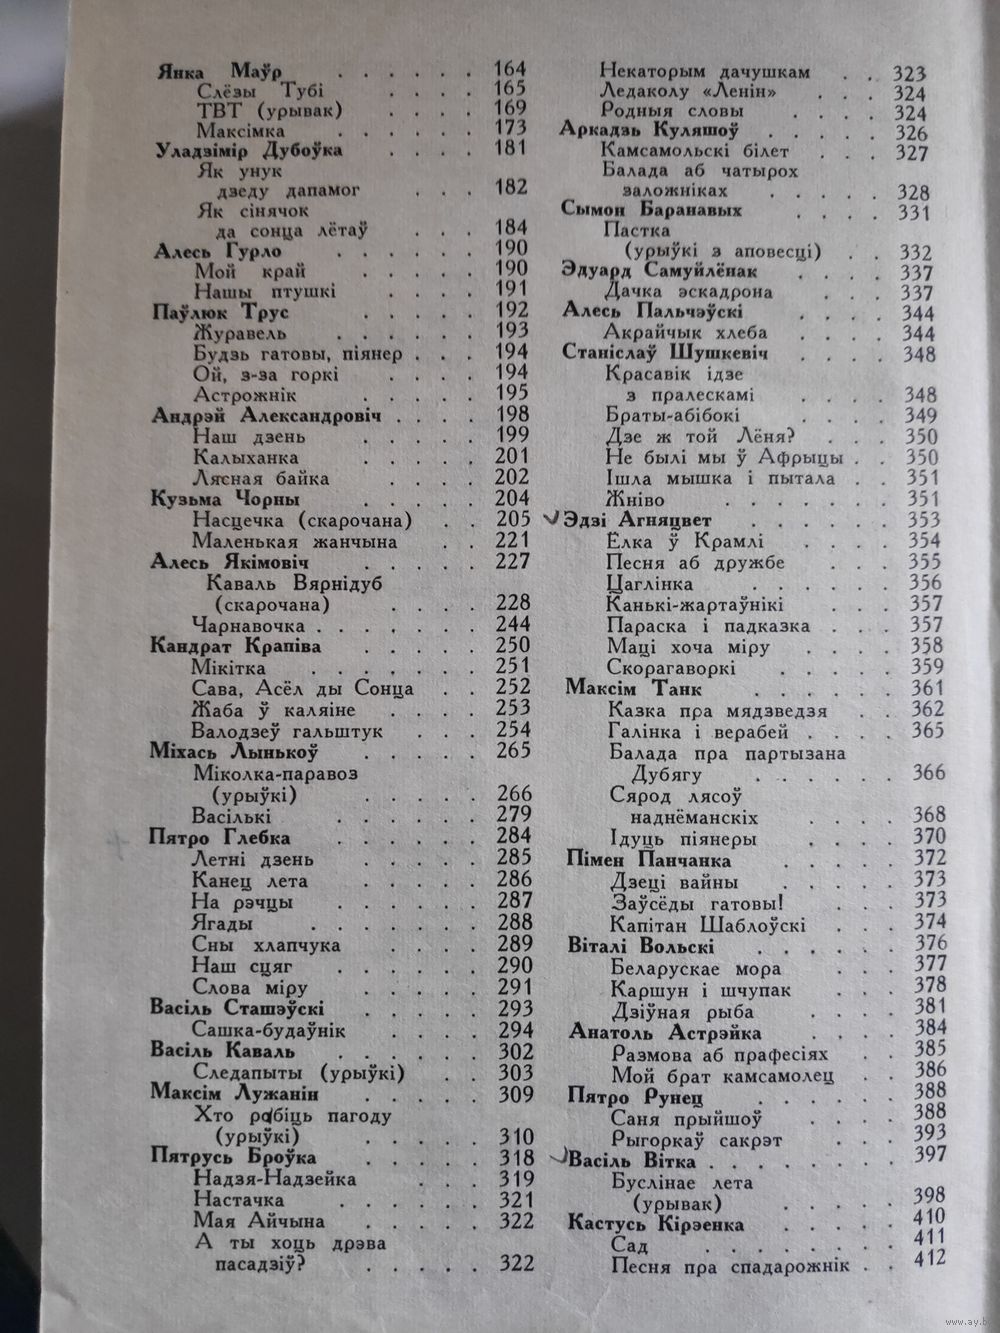 Янка Маўр . . . . . . 164
Слёзы Тубі . . . . 165
ТВТ (урывак) . . . . 169
Максімка . . . . . . 173
Уладзімір Дубоўка . . . . 181
Як унук
дзеду дапамог . . . 182
Як сінячок
да сонца лётаў . . . 184
Алесь Гурло . . . . . . 190
Мой край . . . . . 190
Нашы птушкі . . . . 191
Паўлюк Трус . . . . . 192
Журавель . . . . . . 193
Будзь гатовы, піянер . . . 194
Ой, з-за горкі . . . . 194
Астрожнік . . . . . 195
Андрэй Александровіч . . . . 198
Наш дзень . . . . . 199
Калыханка . . . . . 201
Лясная байка . . . . 202
Кузьма Чорны . . . . . 204
Насцечка (скарочана) . . 205
Маленькая жанчына . . 221
Алесь Якімовіч . . . . . 227
Каваль Вярнідуб
(скарочана) . . . . 228
Чарнавочка . . . . . . 244
Кандрат Крапіва . . . . . 250
Мікітка . . . . . . 251
Сава, Асёл ды Сонца . . 252
Жаба ў каляіне . . . . 253
Валодзеў гальштук . . . 254
Міхась Лынькоў . . . . . 265
Міколка-паравоз
(урыўкі) . . . . . 266
Васількі . . . . . . 279
Пятро Глебка . . . . . . 284
Летні дзень . . . . . 285
Канец лета . . . . . 286
На рэчцы . . . . . . 287
Ягады . . . . . . . 288
Сны хлапчука . . . . 289
Наш сцяг . . . . . . 290
Слова міру . . . . . 291
Васіль Сташэўскі . . . . . 293
Сашка-будаўнік . . . . 294
Васіль Каваль . . . . . . 302
Следапыты (урыўкі) . . 303
Максім Лужанін . . . . . 309
Хто робіць пагоду
(урыўкі) . . . . . 310
Пятрусь Броўка . . . . . 318
Надзя-Надзейка . . . 319
Настачка . . . . . . 321
Мая Айчына . . . . . 322
А ты хоць дрэва
пасадзіў? . . . . . 322
Некаторым дачушкам . . 323
Ледаколу «Ленін» . . . 324
Родныя словы . . . . 324
Аркадзь Куляшоў . . . . . 326
Камсамольскі білет . . . 327
Балада аб чатырох
заложніках . . . . . 328
Сымон Баранавых . . . . 331
Пастка
(урыўкі з аповесці) . . 332
Эдуард Самуйлёнак . . . . 337
Дачка эскадрона . . . 337
Алесь Пальчэўскі . . . . 344
Акрайчык хлеба . . . . 344
Станіслаў Шушкевіч . . . . 348
Красавік ідзе
з пралескамі . . . . 348
Браты-абібокі . . . . 349
Дзе ж той Лёня? . . . 350
Не былі мы ў Афрыцы . . 350
Ішла мышка і пытала . . 351
Жніво . . . . . . . 351
Эдзі Агняцвет . . . . . . 353
Ёлка ў Крамлі . . . . 354
Песня аб дружбе . . . 355
Цаглінка . . . . . . 356
Канькі-жартаўнікі . . . 357
Параска і падказка . . . 357
Маці хоча міру . . . . 358
Скорагаворкі . . . . . 359
Максім Танк . . . . . . 361
Казка пра мядзведзя . . 362
Галінка і верабей . . . . 365
Балада пра партызана
Дубягу . . . . . . 366
Сярод лясоў
наднёманскіх . . . . 368
Ідуць піянеры . . . . 370
Пімен Панчанка . . . . . 372
Дзеці вайны . . . . . 373
Заўсёды гатовы! . . . 373
Капітан Шаблоўскі . . . 374
Віталі Вольскі . . . . . . 376
Беларускае мора . . . 377
Каршун і шчупак . . . 378
Дзіўная рыба . . . . 381
Анатоль Астрэйка . . . . 384
Размова аб прафесіях . . 385
Мой брат камсамолец . . 386
Пятро Рунец . . . . . . 388
Саня прыйшоў . . . . 388
Рыгоркаў сакрэт . . . 393
Васіль Вітка . . . . . . . 397
Буслінае лета
(урывак) . . . . . 398
Кастусь Кірэенка . . . . . 410
Сад . . . . . . . 411
Песня пра спадарожнік . . 412
www.ay.by